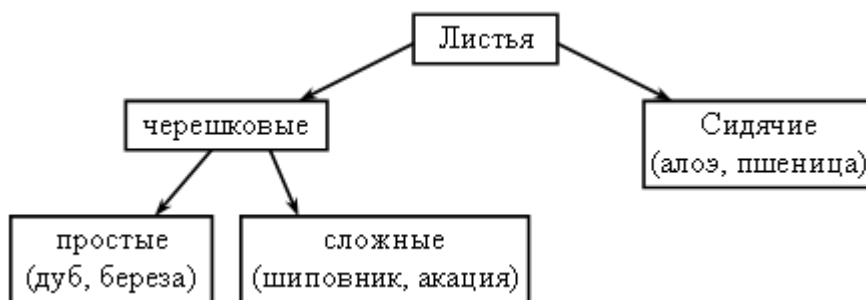 Листья
черешковые
Сидячие
(алоэ, пшеница)
простые
(дуб, береза)
сложные
(шиповник, акация)